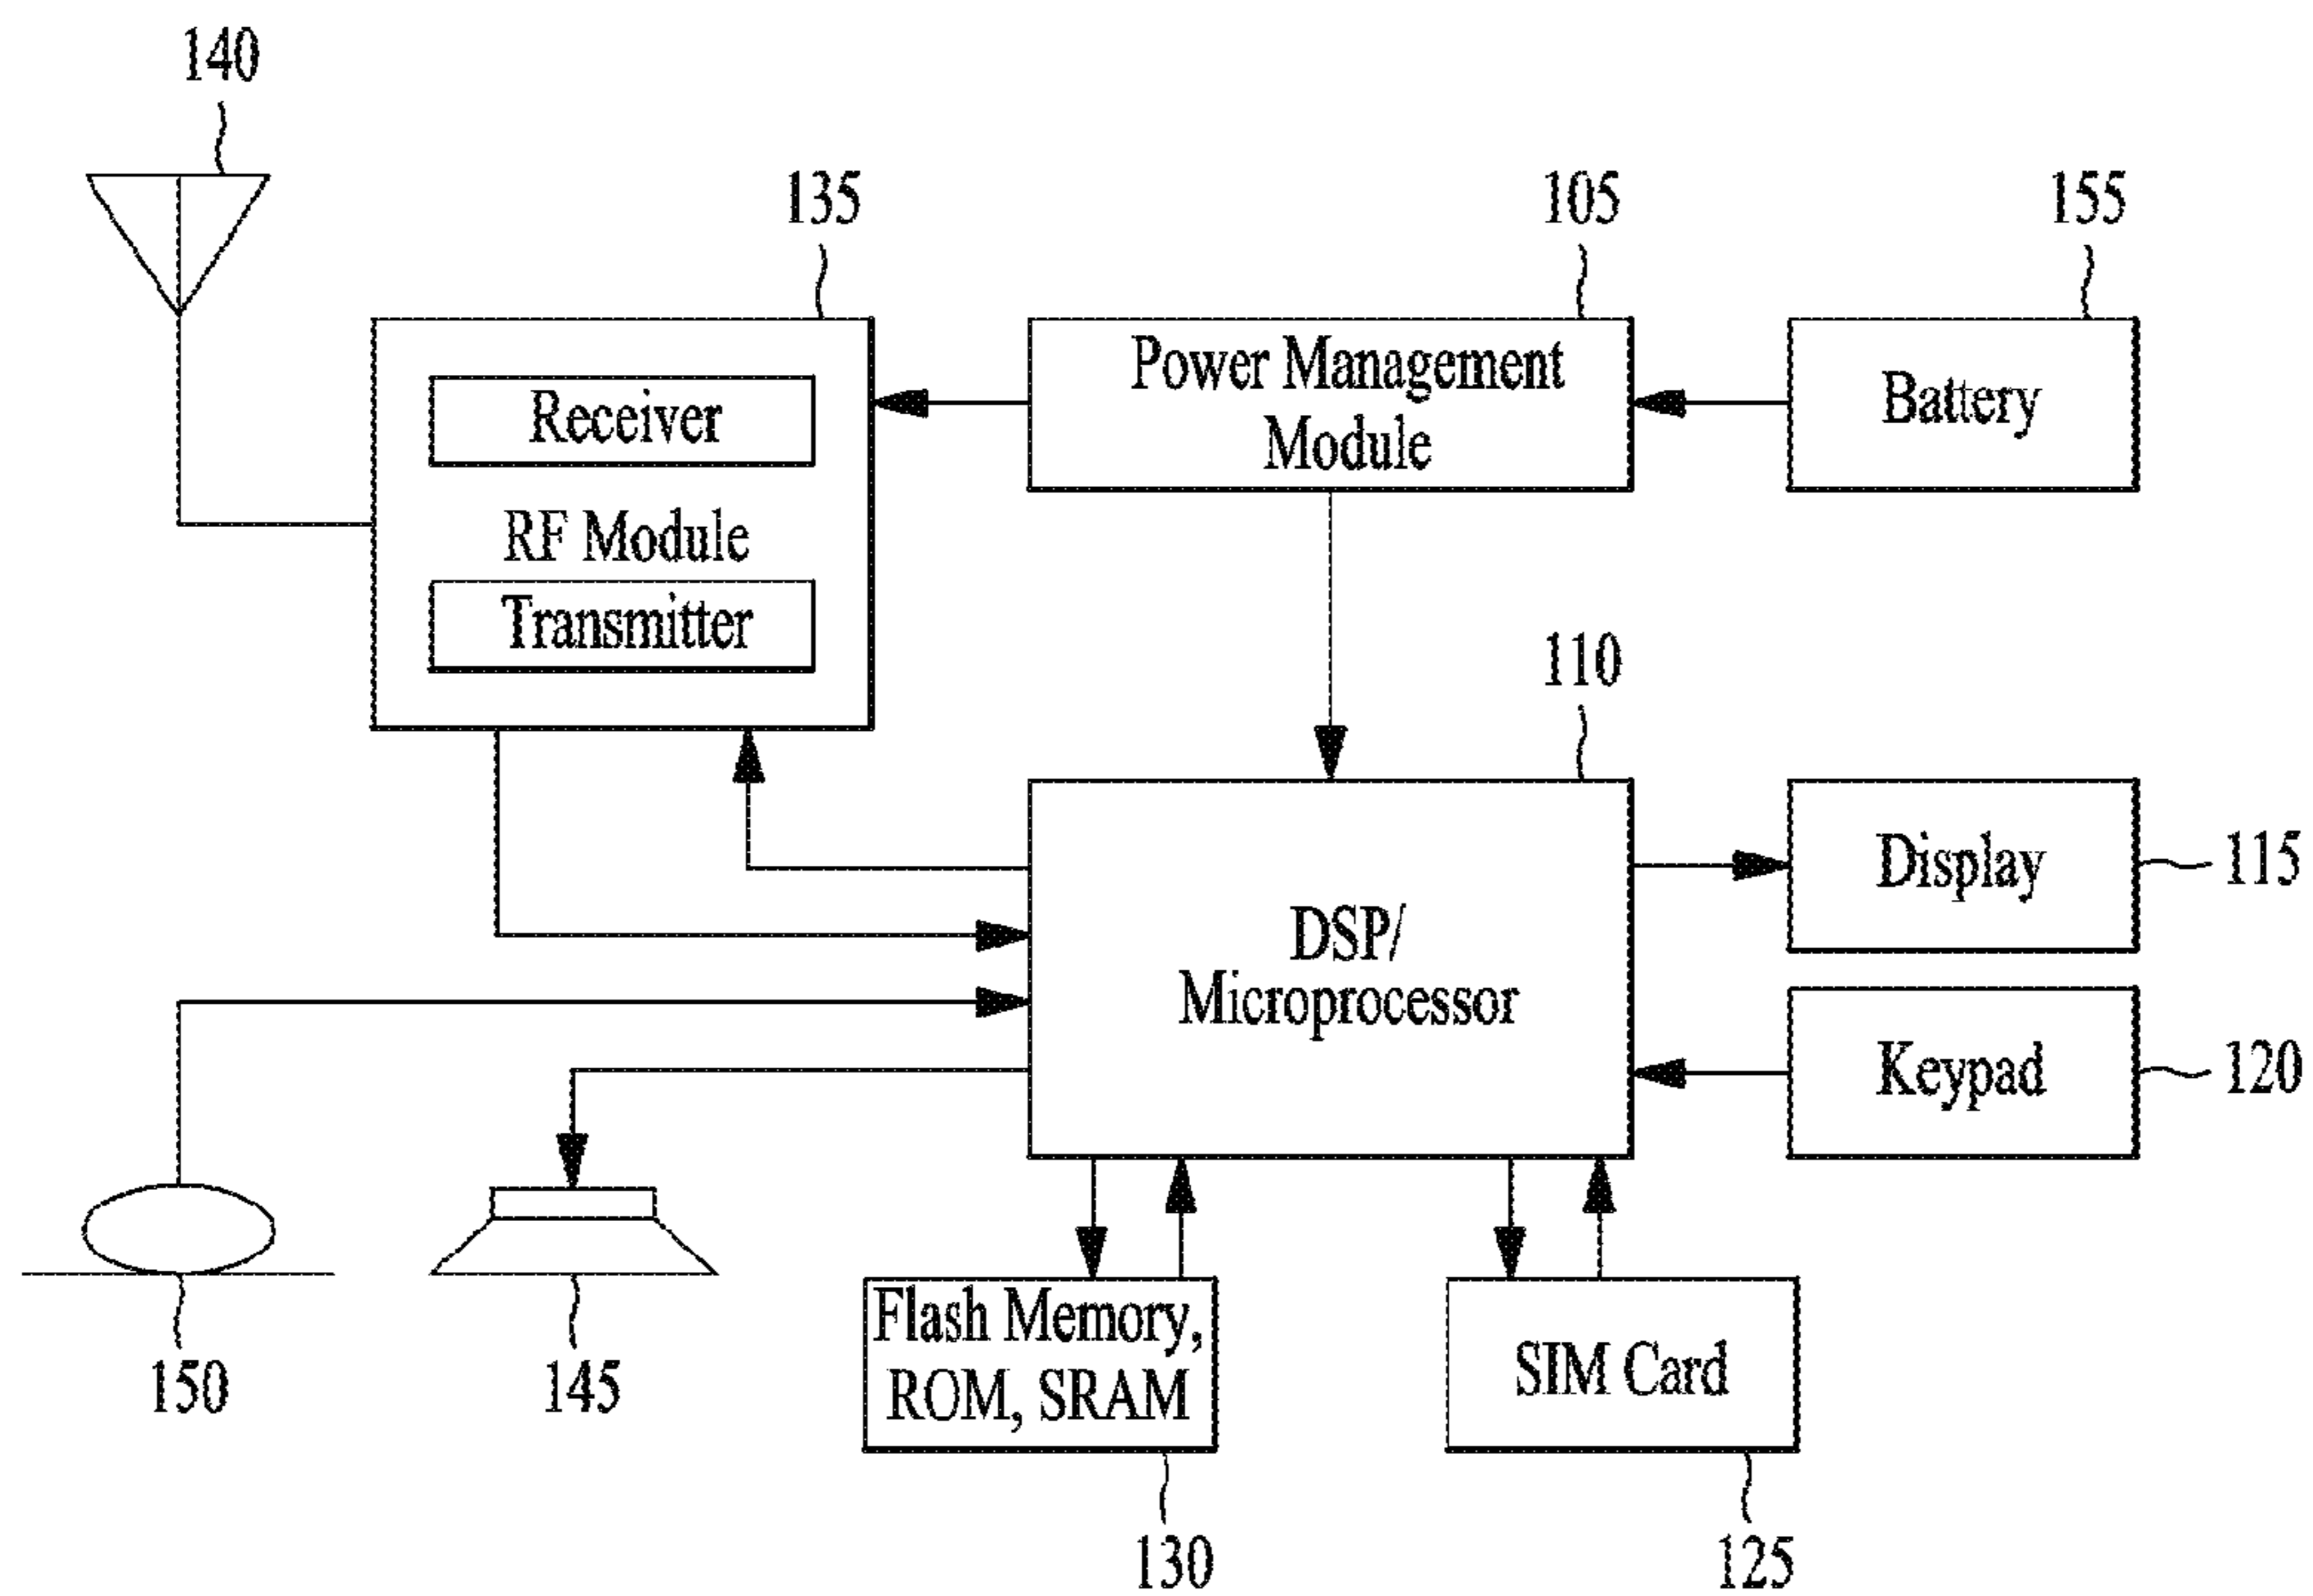 140
135
105
155
Receiver
Power Management
Module
Battery
RF Module
Transmitter
110
Display
115
DSP/
Microprocessor
Keypad
120
Flash Memory,
ROM, SRAM
SIM Card
150
145
130
125